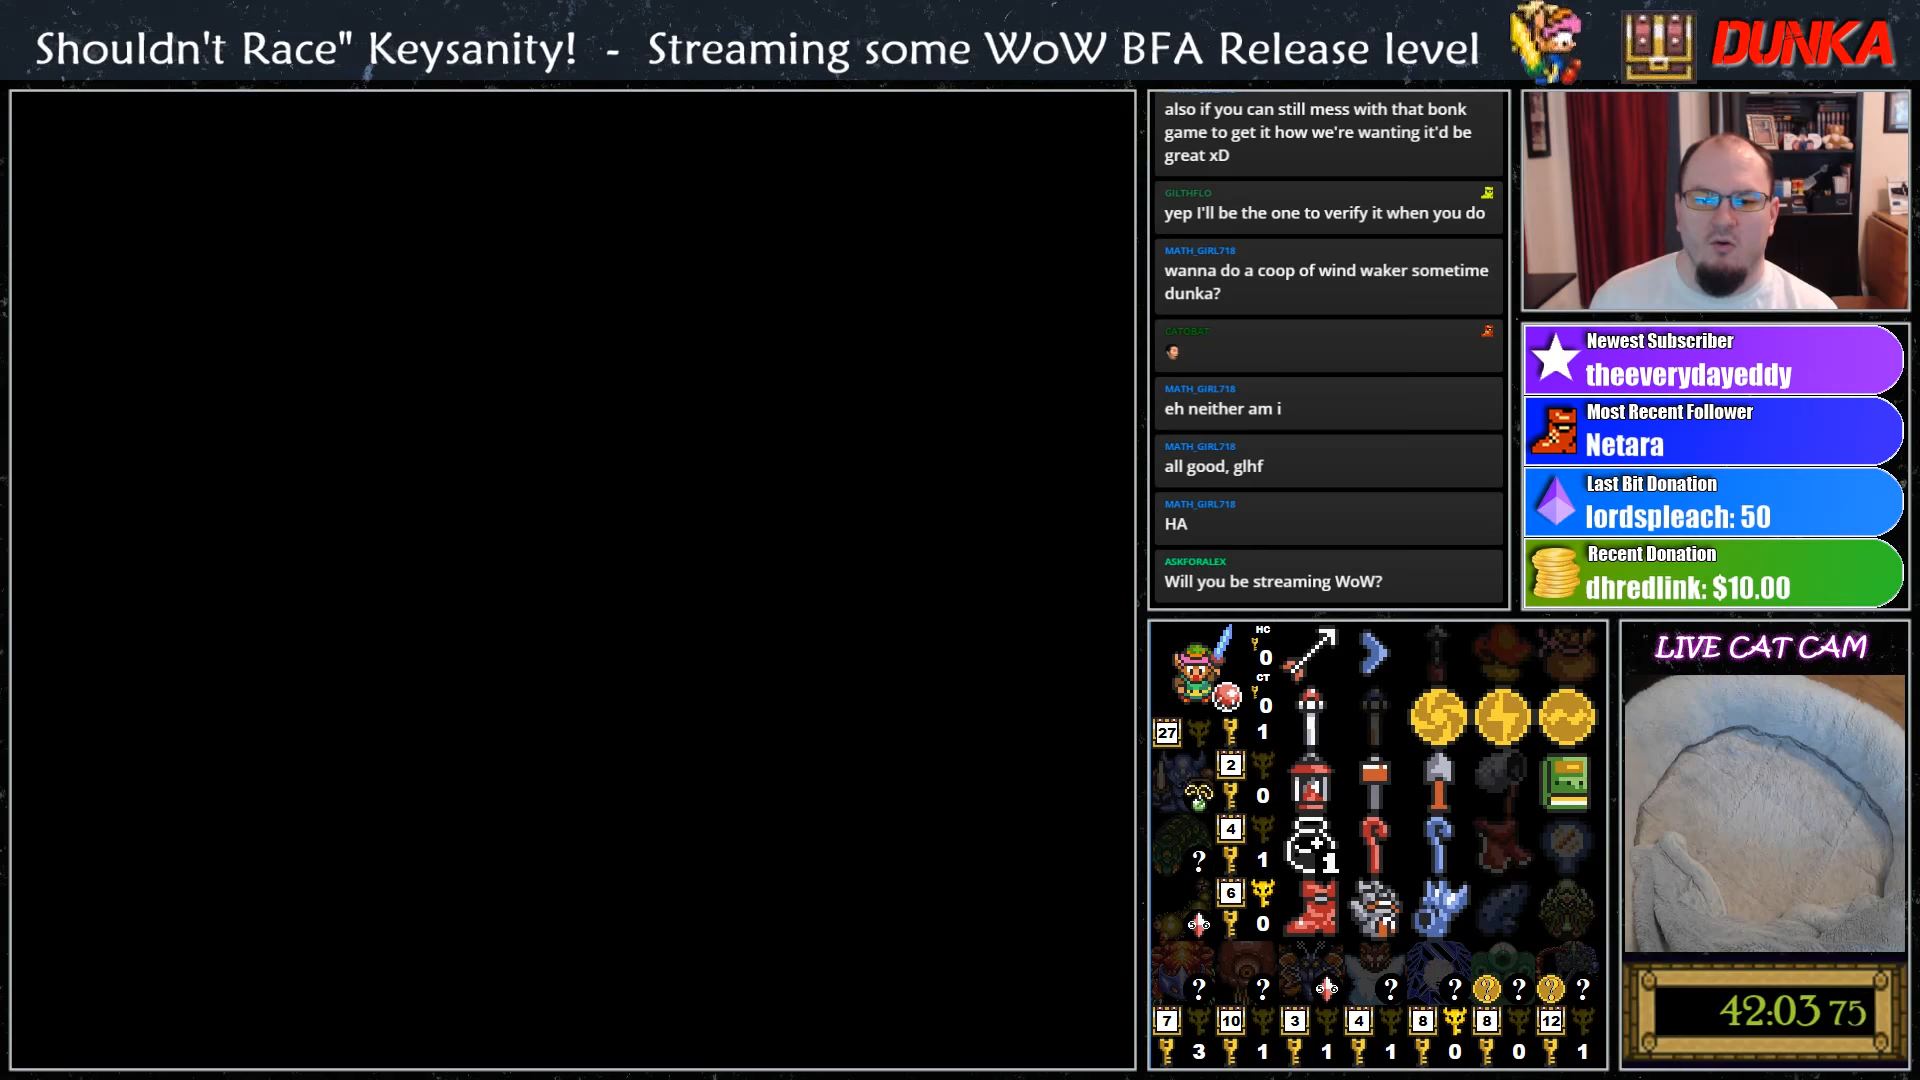 Shouldn't Race" Keysanity!  -  Streaming some WoW BFA Release level
DUNKA
also if you can still mess with that bonk
game to get it how we're wanting it'd be
great xD
GILTHFLO
yep I'll be the one to verify it when you do
MATH_GIRL718
wanna do a coop of wind waker sometime
dunka?
CATOBAT
MATH_GIRL718
eh neither am i
MATH_GIRL718
all good, glhf
MATH_GIRL718
HA
ASKFORALEX
Will you be streaming WoW?
Newest Subscriber
theeverydayeddy
Most Recent Follower
Netara
Last Bit Donation
lordspleach: 50
Recent Donation
dhredlink: $10.00
HC
0
CT
0
27 1
2
0
4
? 1 1
6
0
? ? ? ? ? ? ?
7 10 3 4 8 8 12
3 1 1 1 0 0 1
LIVE CAT CAM
42:03 75